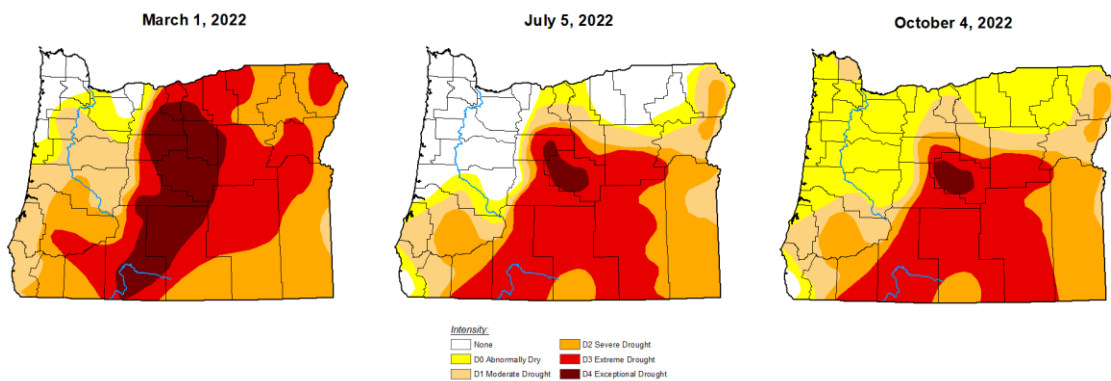 March 1, 2022
July 5, 2022
October 4, 2022
Intensity:
None
D0 Abnormally Dry
D1 Moderate Drought
D2 Severe Drought
D3 Extreme Drought
D4 Exceptional Drought